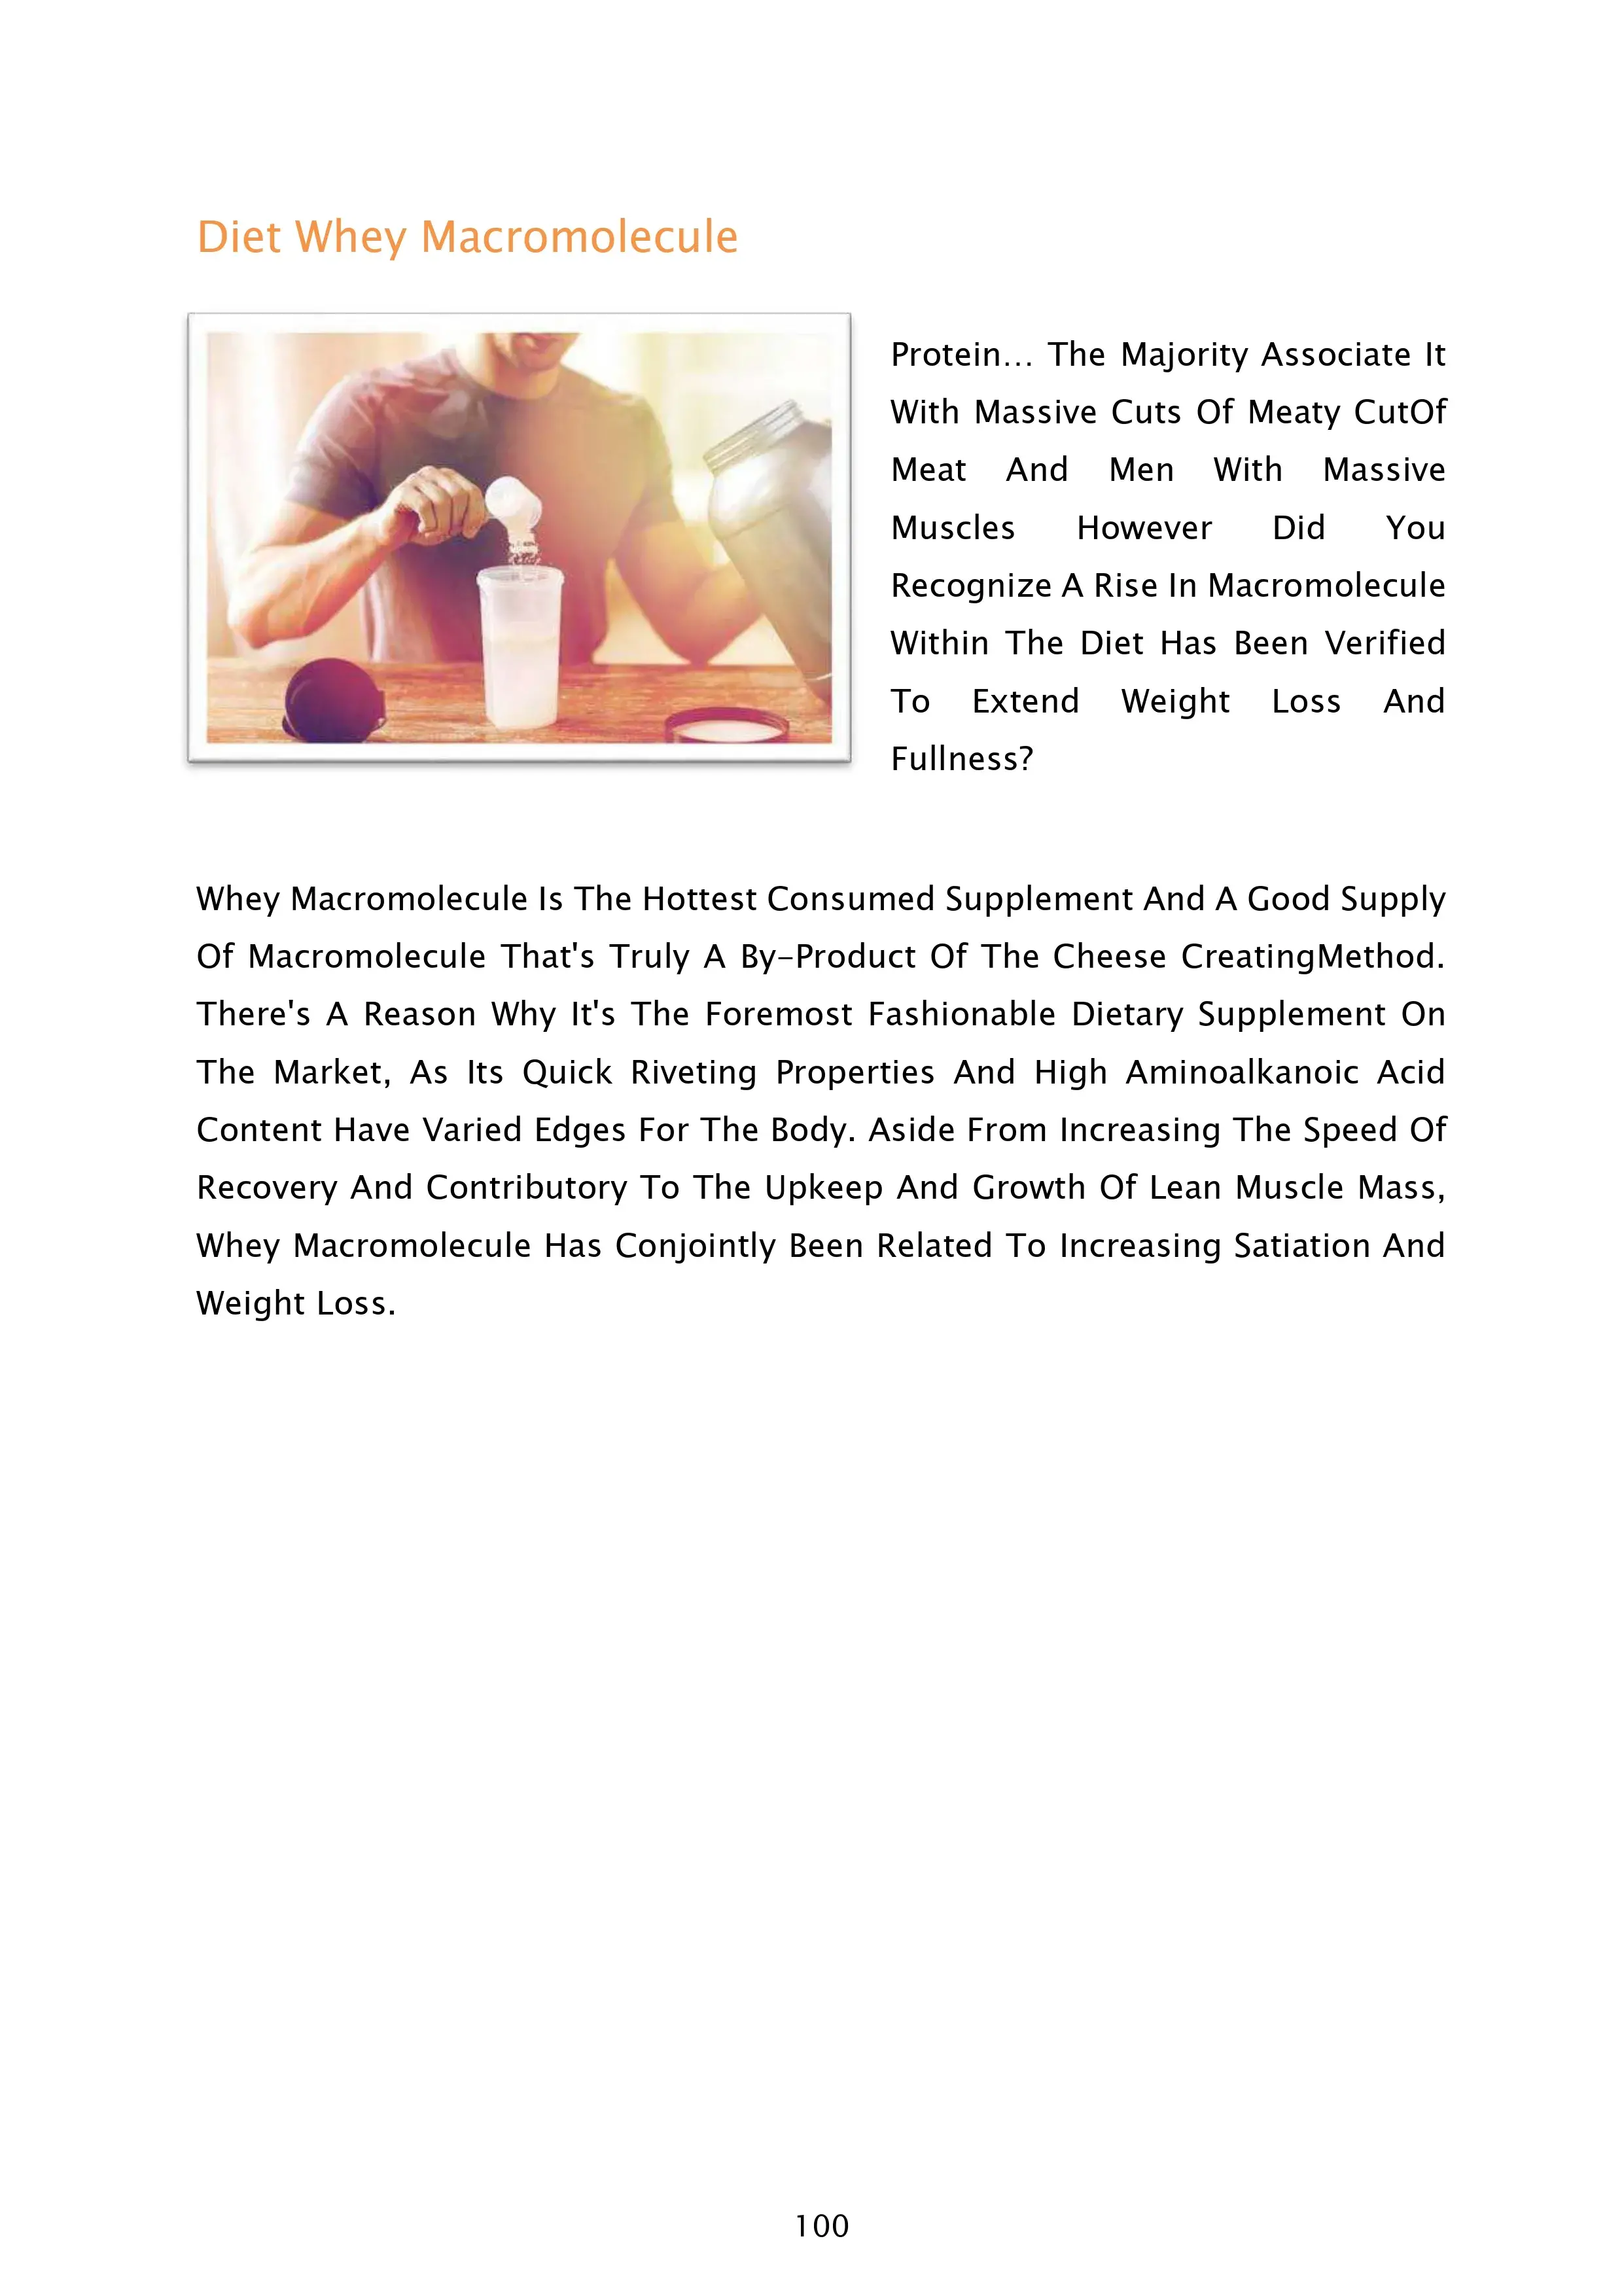 Diet Whey Macromolecule
Protein… The Majority Associate It
With Massive Cuts Of Meaty CutOf
Meat And Men With Massive
Muscles However Did You
Recognize A Rise In Macromolecule
Within The Diet Has Been Verified
To Extend Weight Loss And
Fullness?
Whey Macromolecule Is The Hottest Consumed Supplement And A Good Supply
Of Macromolecule That's Truly A By-Product Of The Cheese CreatingMethod.
There's A Reason Why It's The Foremost Fashionable Dietary Supplement On
The Market, As Its Quick Riveting Properties And High Aminoalkanoic Acid
Content Have Varied Edges For The Body. Aside From Increasing The Speed Of
Recovery And Contributory To The Upkeep And Growth Of Lean Muscle Mass,
Whey Macromolecule Has Conjointly Been Related To Increasing Satiation And
Weight Loss.
100